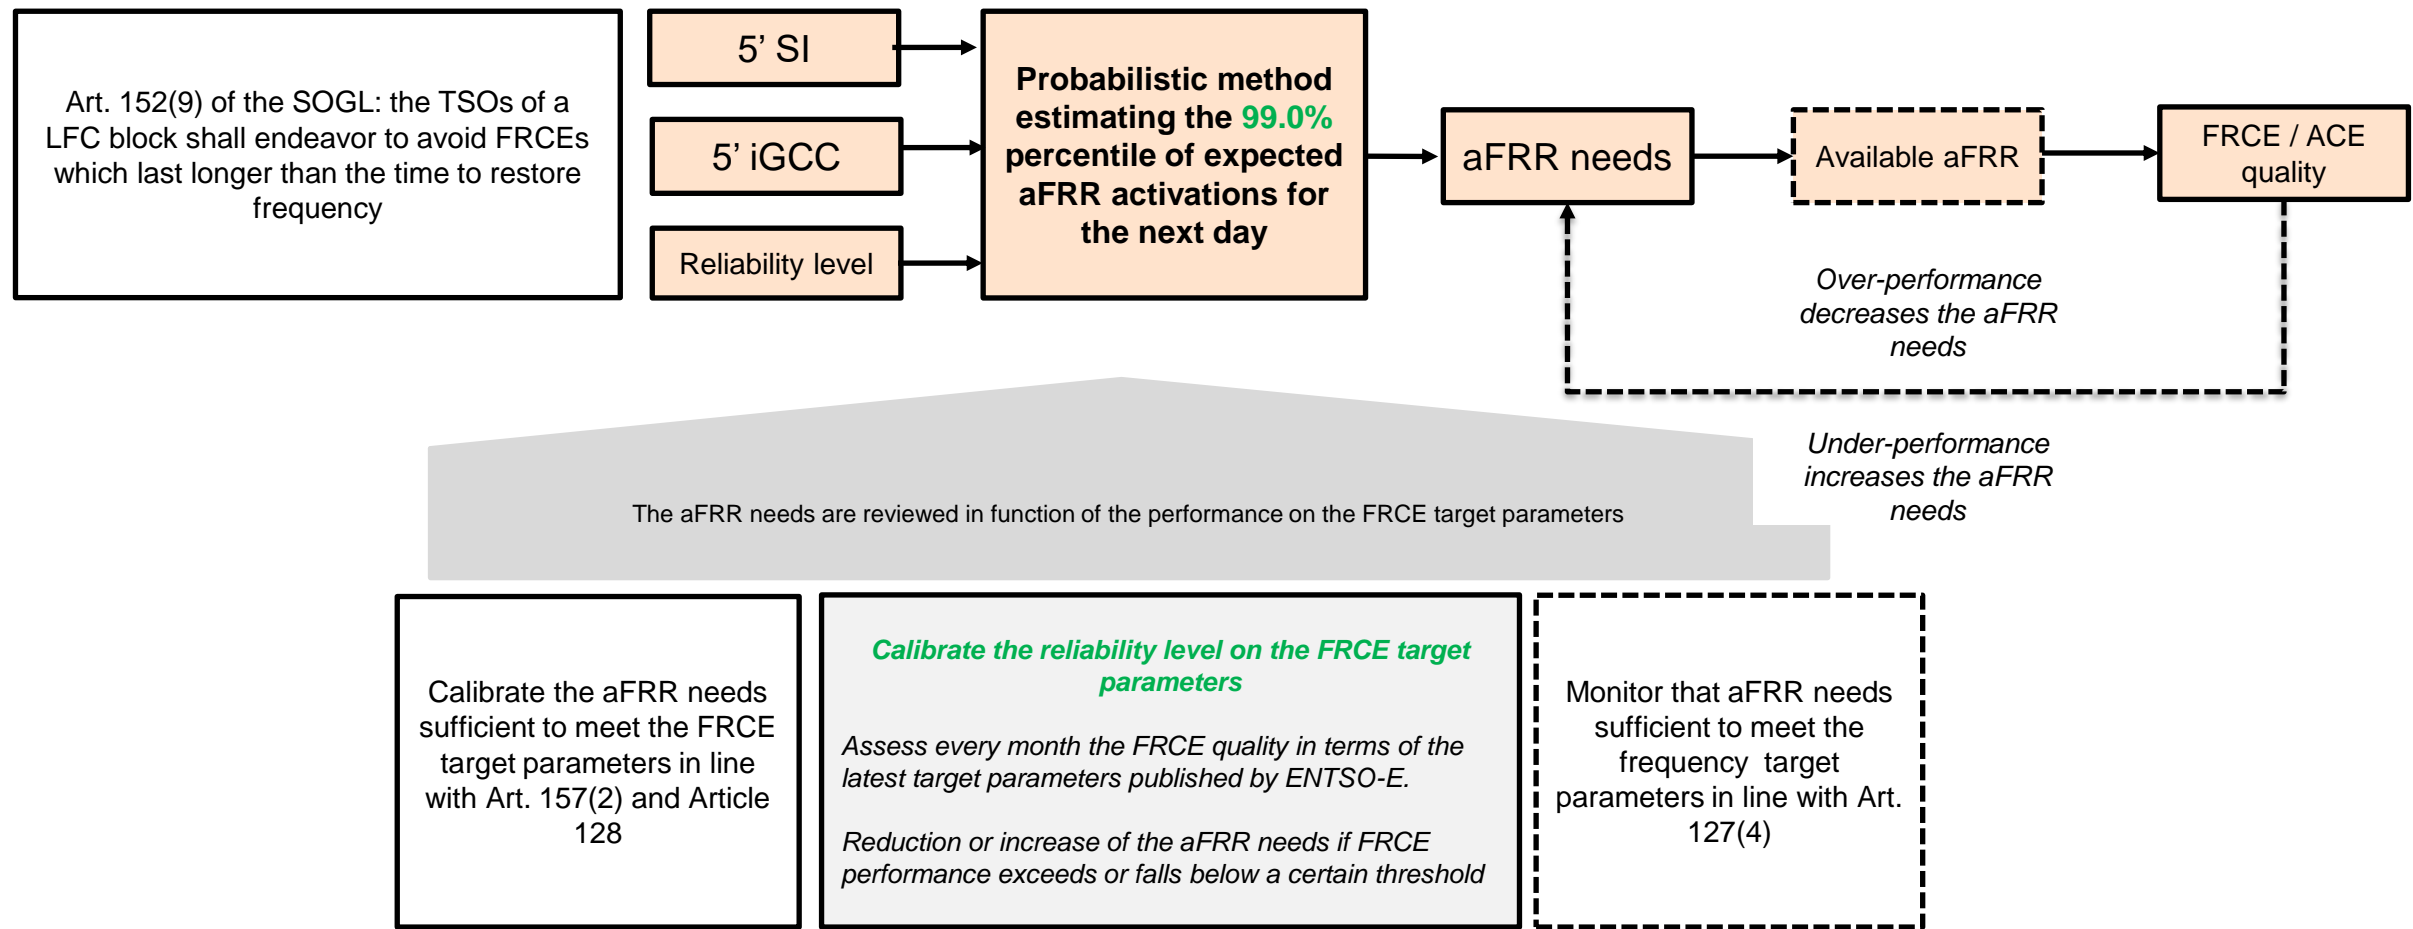 Art. 152(9) of the SOGL: the TSOs of a
LFC block shall endeavor to avoid FRCEs
which last longer than the time to restore
frequency
5’ SI
5’ iGCC
Reliability level
Probabilistic method
estimating the 99.0%
percentile of expected
aFRR activations for
the next day
aFRR needs
Available aFRR
FRCE / ACE
quality
Over-performance
decreases the aFRR
needs
Under-performance
increases the aFRR
needs
The aFRR needs are reviewed in function of the performance on the FRCE target parameters
Calibrate the aFRR needs
sufficient to meet the FRCE
target parameters in line
with Art. 157(2) and Article
128
Calibrate the reliability level on the FRCE target
parameters
Assess every month the FRCE quality in terms of the
latest target parameters published by ENTSO-E.
Reduction or increase of the aFRR needs if FRCE
performance exceeds or falls below a certain threshold
Monitor that aFRR needs
sufficient to meet the
frequency target
parameters in line with Art.
127(4)